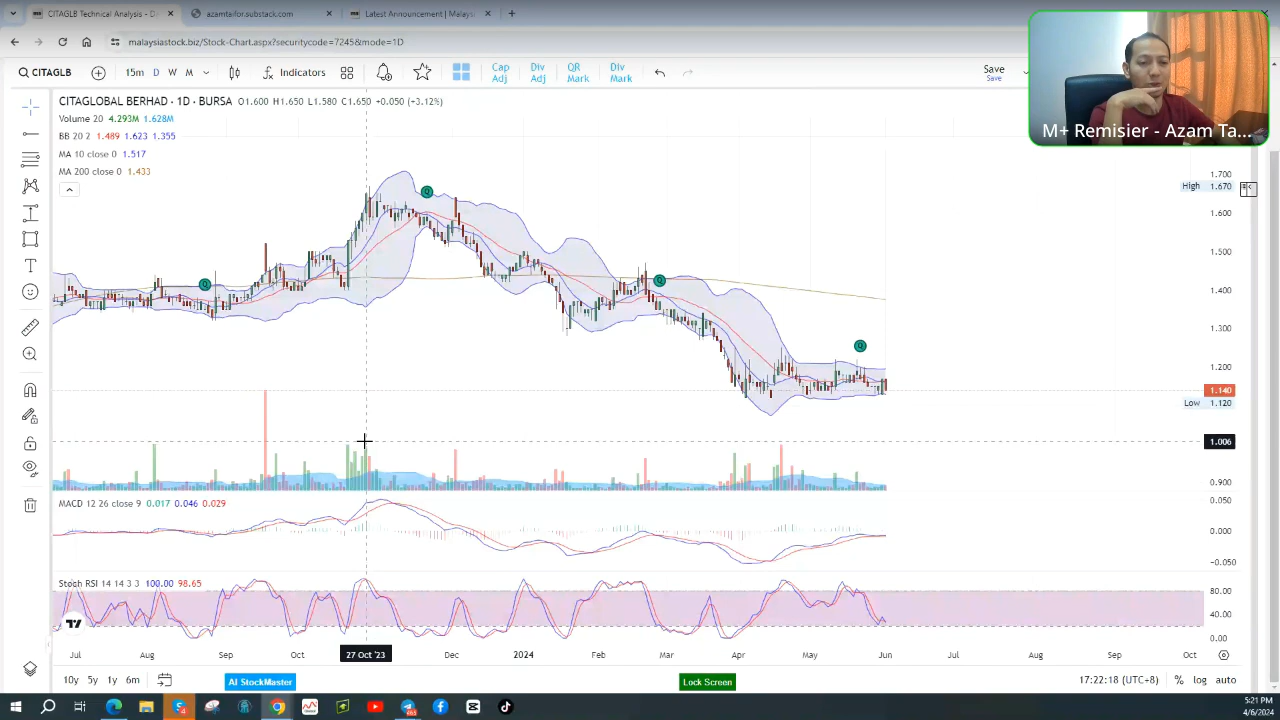 CITAGLB Technical Analysis - D
azamtaifor.substack.com
Latest Announcement | Malays
malaysiastock.biz/Stock-Chart.aspx?securitycode=7245&mode=1D
CITAGLB
15m D W M
Indicators
Cap Adj
Div Adj
QR Mark
Div Mark
Save
Save
M+ Remisier - Azam Ta...
CITAGLOBAL BERHAD · 1D · BURSA O1.600 H1.650 L1.580 C1.650 +0.050 (+3.12%)
Volume 20 4.293M 1.628M
BB 20 2 1.489 1.623 1.355
MA 10 close 0 1.517
MA 200 close 0 1.433
1.700
High 1.670
1.600
1.500
1.400
1.300
1.200
1.140
Low 1.120
1.006
0.900
Q
Q
Q
Q
MACD 12 26 close 9 0.017 0.046 0.029
0.050
0.000
-0.050
Stoch RSI 14 14 3 3 100.00 98.65
80.00
40.00
0.00
Jul Aug Sep Oct 27 Oct '23 Dec 2024 Feb Mar Apr May Jun Jul Aug Sep Oct
10y 5y 1y 6m
AI StockMaster
Lock Screen
17:22:18 (UTC+8) % log auto
5:21 PM
4/6/2024